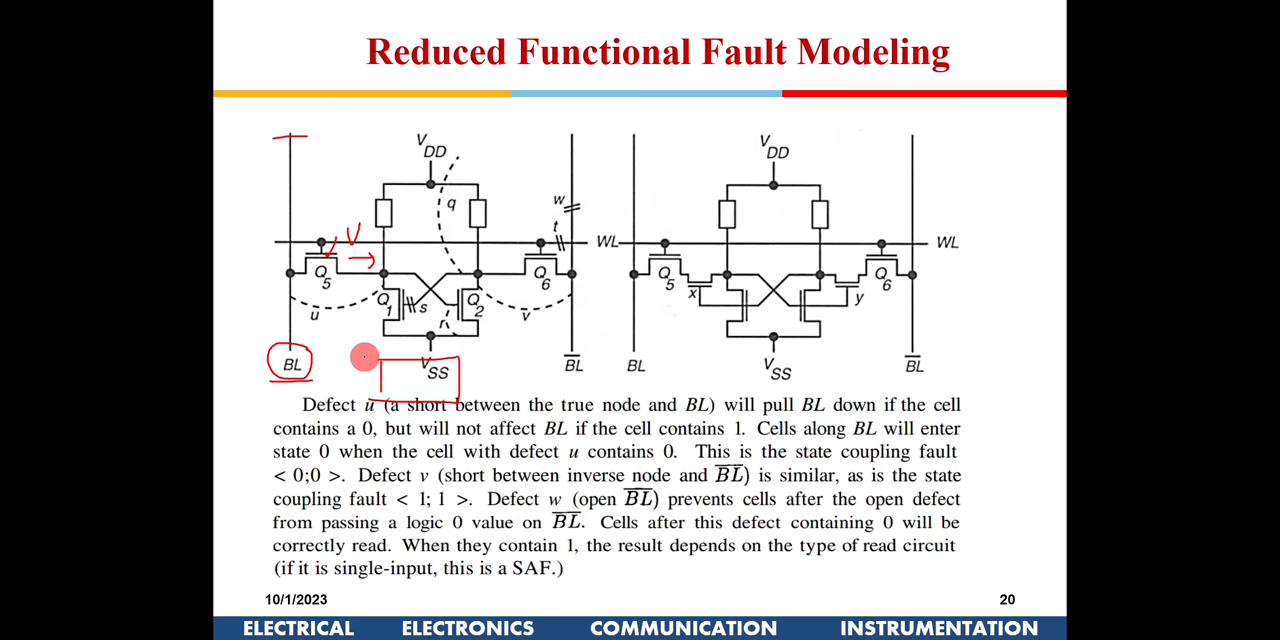 Reduced Functional Fault Modeling
V
DD
q
w
t
V
WL
Q
5
Q
6
Q
1
s
Q
2
u
r
v
BL
V
SS
BL
V
DD
WL
Q
5
x
Q
6
y
BL
V
SS
BL
Defect u (a short between the true node and BL) will pull BL down if the cell
contains a 0, but will not affect BL if the cell contains 1. Cells along BL will enter
state 0 when the cell with defect u contains 0. This is the state coupling fault
< 0;0 >. Defect v (short between inverse node and B̅L̅) is similar, as is the state
coupling fault < 1; 1 >. Defect w (open B̅L̅) prevents cells after the open defect
from passing a logic 0 value on B̅L̅. Cells after this defect containing 0 will be
correctly read. When they contain 1, the result depends on the type of read circuit
(if it is single-input, this is a SAF.)
10/1/2023 20
ELECTRICAL ELECTRONICS COMMUNICATION INSTRUMENTATION